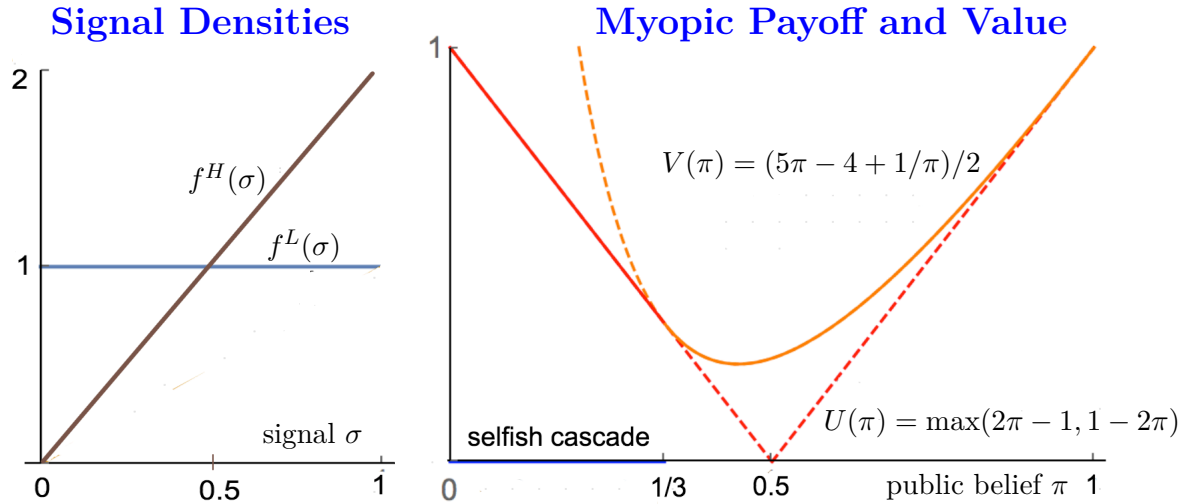 Signal Densities
2
f^H(σ)
f^L(σ)
1
signal σ
0 0.5 1
Myopic Payoff and Value
1
V(π) = (5π − 4 + 1/π)/2
U(π) = max(2π − 1, 1 − 2π)
selfish cascade
0 1/3 0.5 public belief π 1